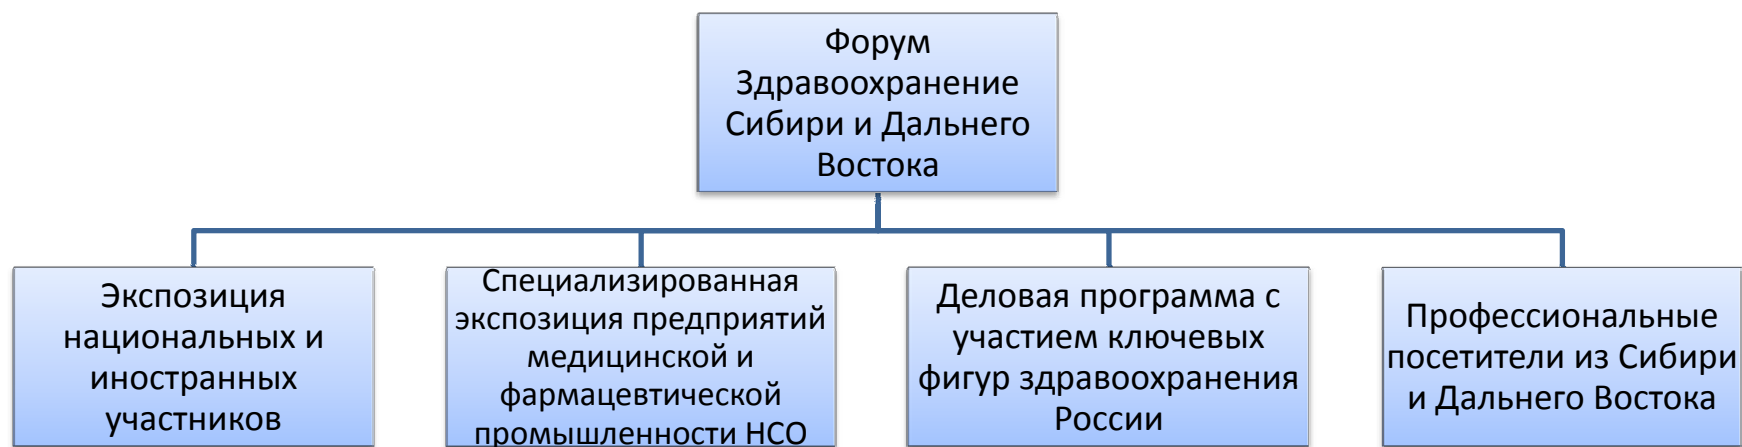 Форум
Здравоохранение
Сибири и Дальнего
Востока
Экспозиция
национальных и
иностранных
участников
Специализированная
экспозиция предприятий
медицинской и
фармацевтической
промышленности НСО
Деловая программа с
участием ключевых
фигур здравоохранения
России
Профессиональные
посетители из Сибири
и Дальнего Востока